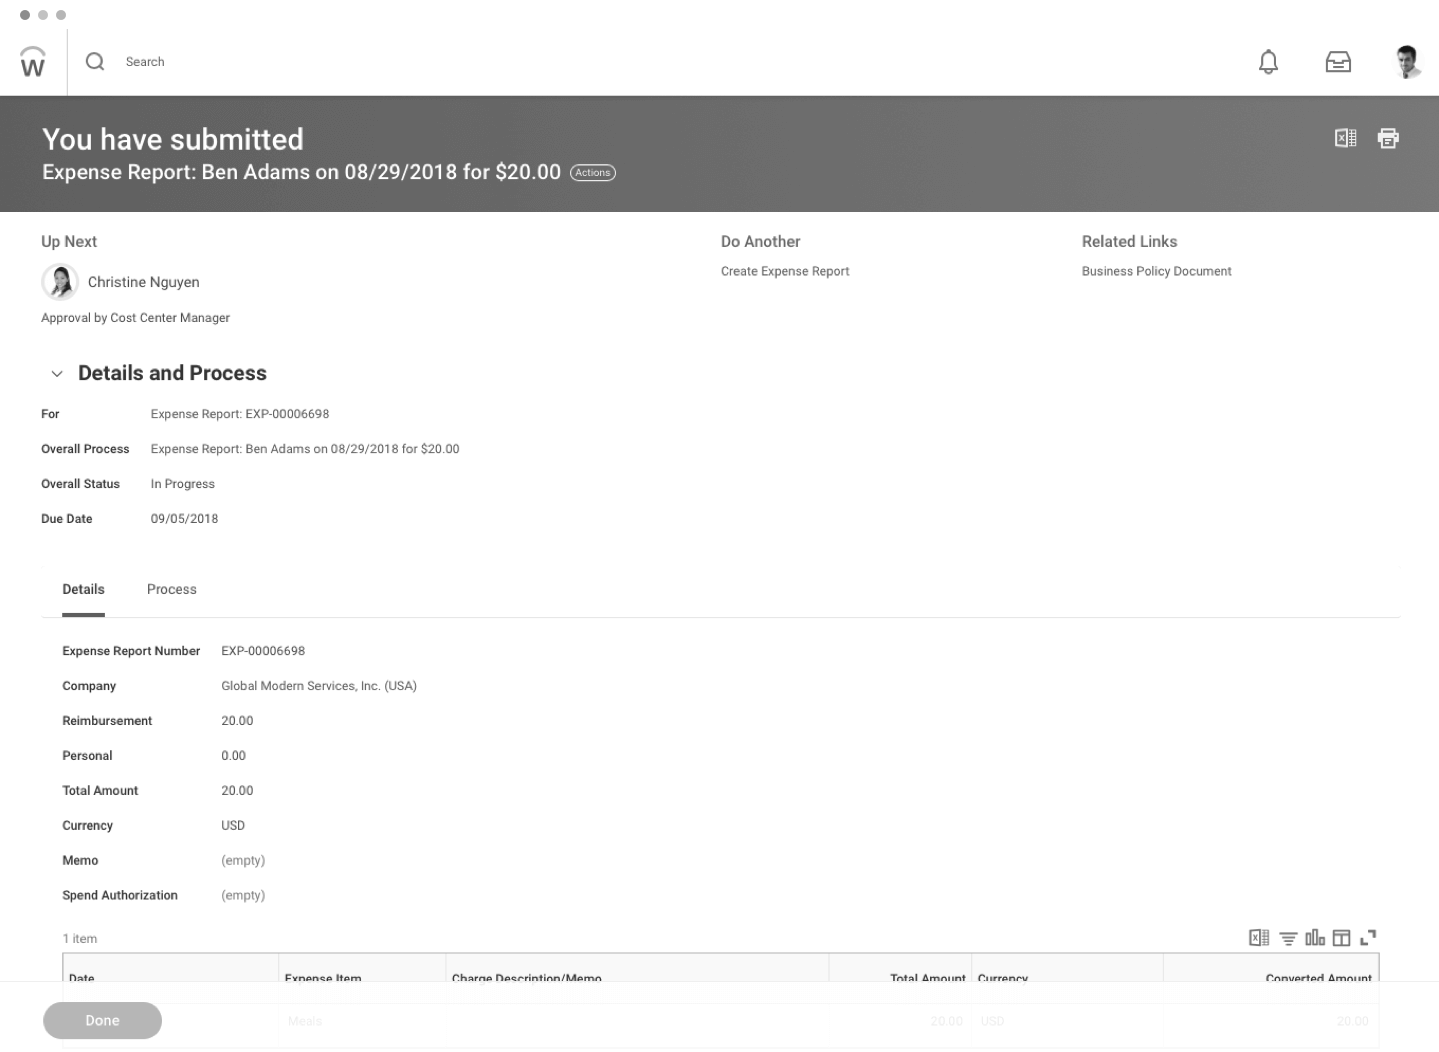 W
Search
You have submitted
Expense Report: Ben Adams on 08/29/2018 for $20.00 Actions
Up Next
Do Another
Related Links
Christine Nguyen
Create Expense Report
Business Policy Document
Approval by Cost Center Manager
Details and Process
For Expense Report: EXP-00006698
Overall Process Expense Report: Ben Adams on 08/29/2018 for $20.00
Overall Status In Progress
Due Date 09/05/2018
Details Process
Expense Report Number EXP-00006698
Company Global Modern Services, Inc. (USA)
Reimbursement 20.00
Personal 0.00
Total Amount 20.00
Currency USD
Memo (empty)
Spend Authorization (empty)
1 item
Date Expense Item Charge Description/Memo Total Amount Currency Converted Amount
Meals 20.00 USD 20.00
Done